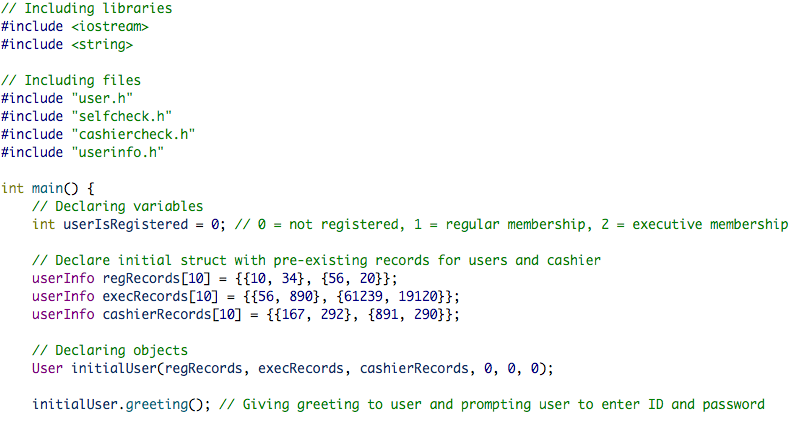 // Including libraries
#include <iostream>
#include <string>
// Including files
#include "user.h"
#include "selfcheck.h"
#include "cashiercheck.h"
#include "userinfo.h"
int main() {
// Declaring variables
int userIsRegistered = 0; // 0 = not registered, 1 = regular membership, 2 = executive membership
// Declare initial struct with pre-existing records for users and cashier
userInfo regRecords[10] = {{10, 34}, {56, 20}};
userInfo execRecords[10] = {{56, 890}, {61239, 19120}};
userInfo cashierRecords[10] = {{167, 292}, {891, 290}};
// Declaring objects
User initialUser(regRecords, execRecords, cashierRecords, 0, 0, 0);
initialUser.greeting(); // Giving greeting to user and prompting user to enter ID and password